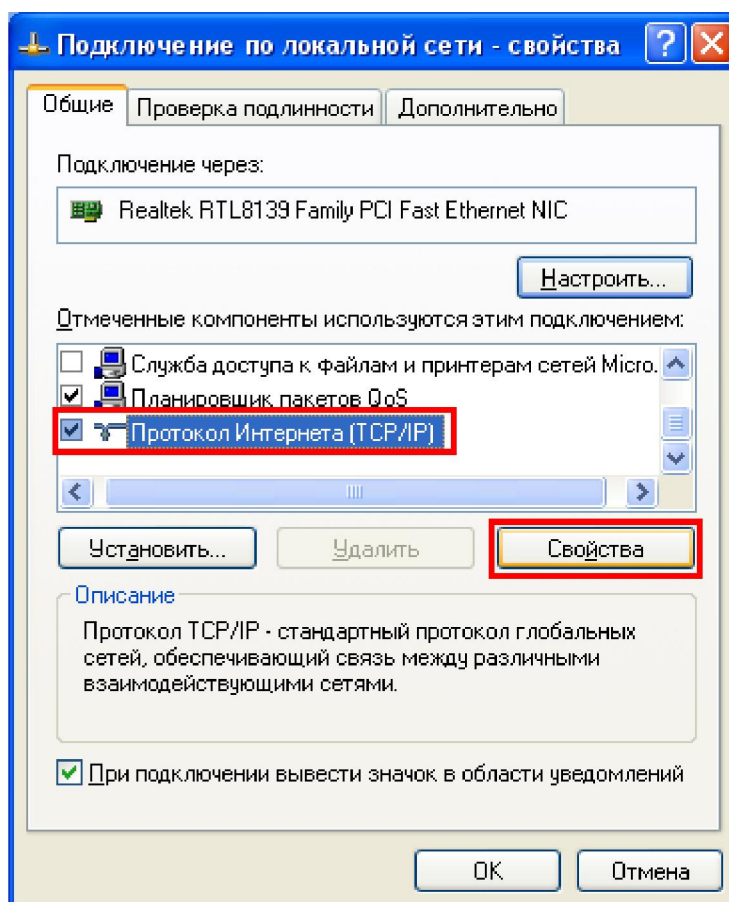 Подключение по локальной сети - свойства
Общие
Проверка подлинности
Дополнительно
Подключение через:
Realtek RTL8139 Family PCI Fast Ethernet NIC
Настроить...
Отмеченные компоненты используются этим подключением:
Служба доступа к файлам и принтерам сетей Micro.
Планировщик пакетов QoS
Протокол Интернета (TCP/IP)
Установить...
Удалить
Свойства
Описание
Протокол TCP/IP - стандартный протокол глобальных
сетей, обеспечивающий связь между различными
взаимодействующими сетями.
При подключении вывести значок в области уведомлений
OK
Отмена